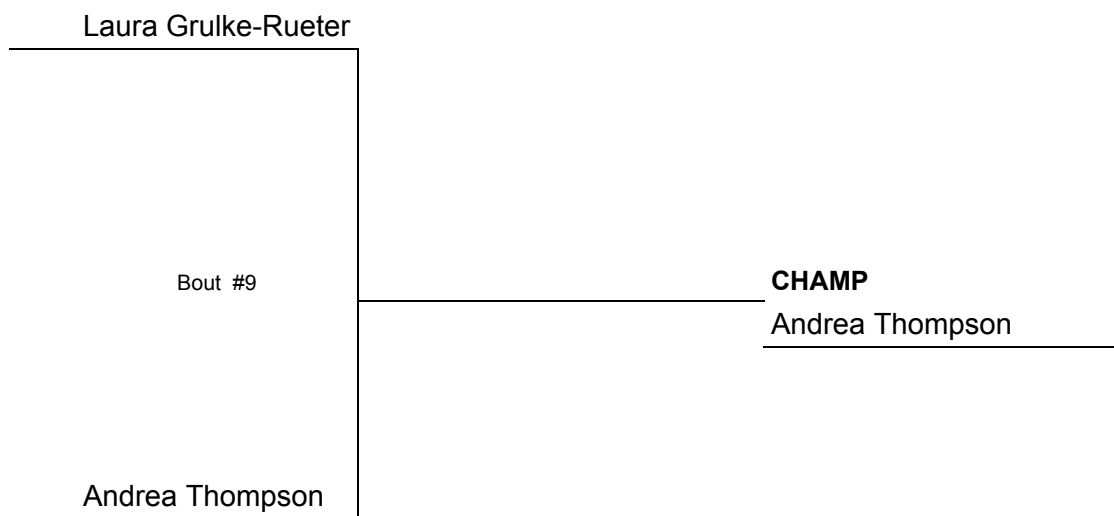 Laura Grulke-Rueter
Bout #9
CHAMP
Andrea Thompson
Andrea Thompson